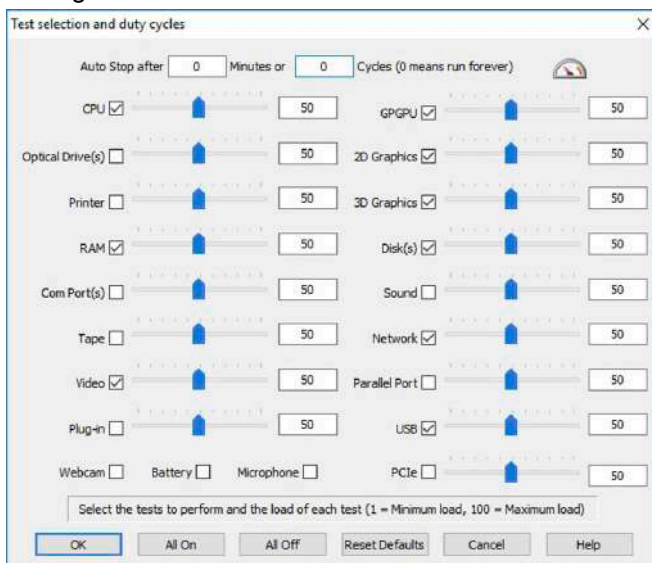 Test selection and duty cycles
Auto Stop after 0 Minutes or 0 Cycles (0 means run forever)
CPU 50 GPGPU 50
Optical Drive(s) 50 2D Graphics 50
Printer 50 3D Graphics 50
RAM 50 Disk(s) 50
Com Port(s) 50 Sound 50
Tape 50 Network 50
Video 50 Parallel Port 50
Plug-in 50 USB 50
Webcam Battery Microphone PCIe 50
Select the tests to perform and the load of each test (1 = Minimum load, 100 = Maximum load)
OK All On All Off Reset Defaults Cancel Help